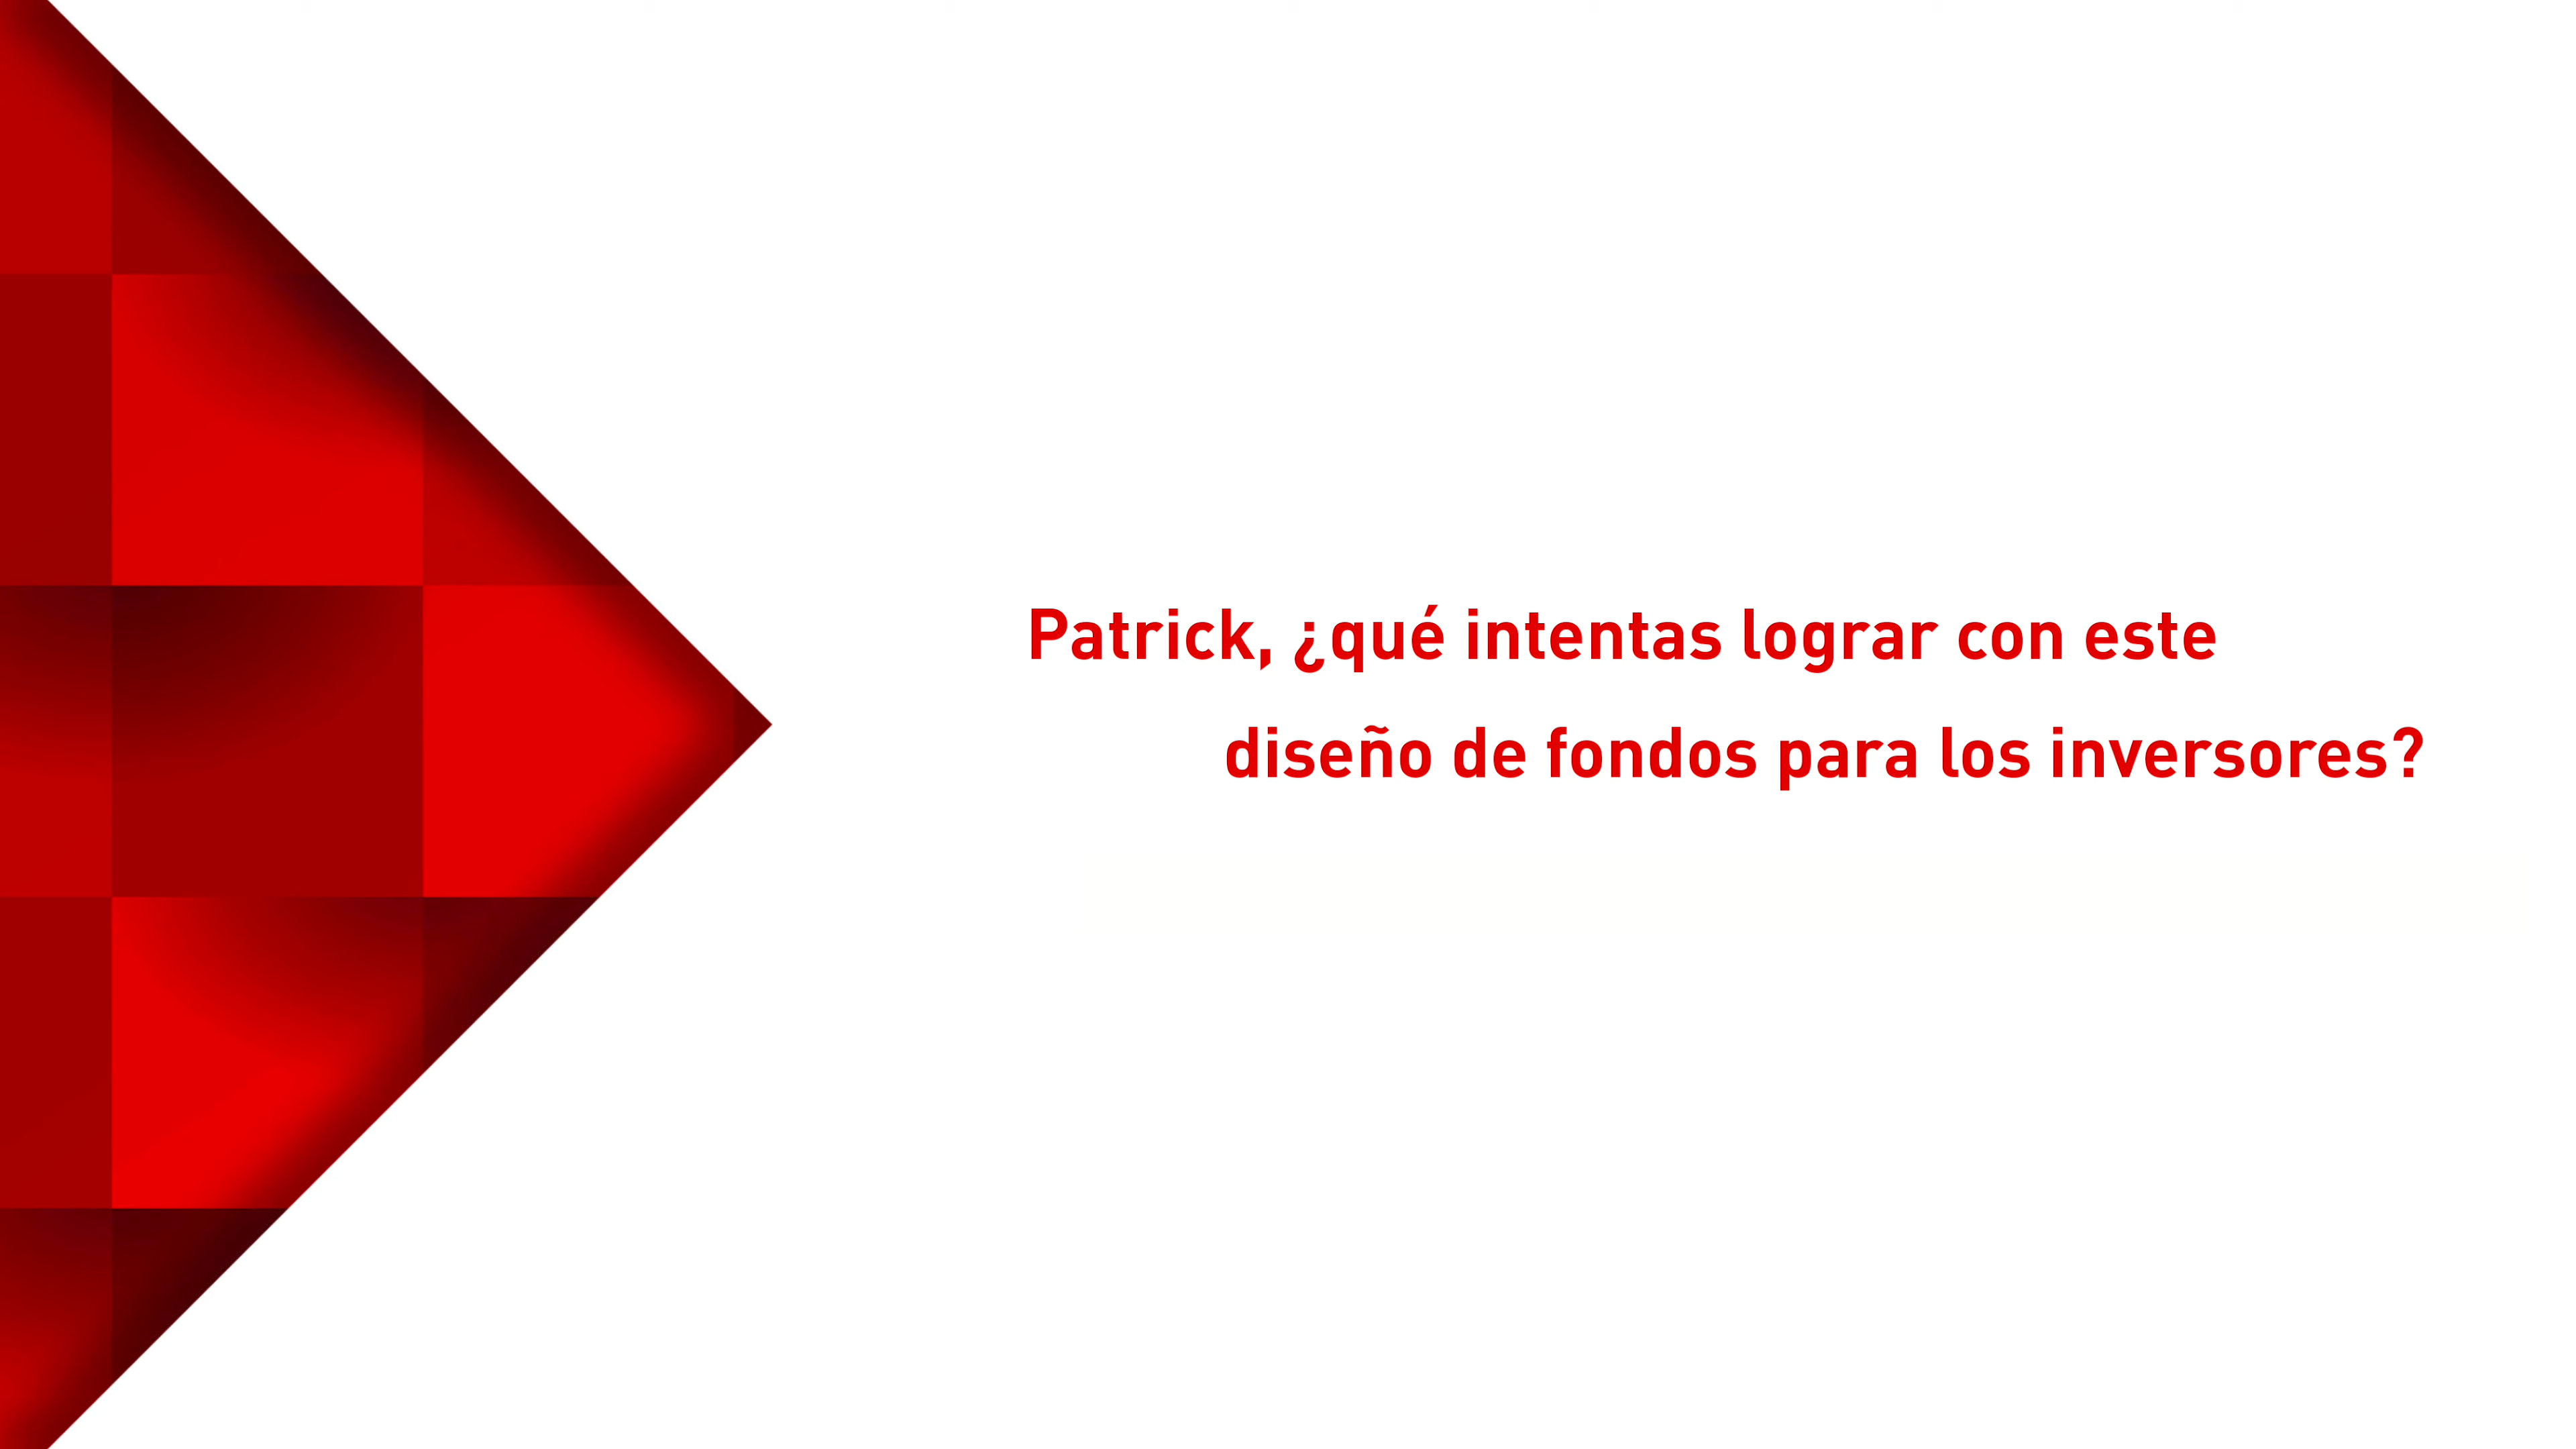 Patrick, ¿qué intentas lograr con este
diseño de fondos para los inversores?